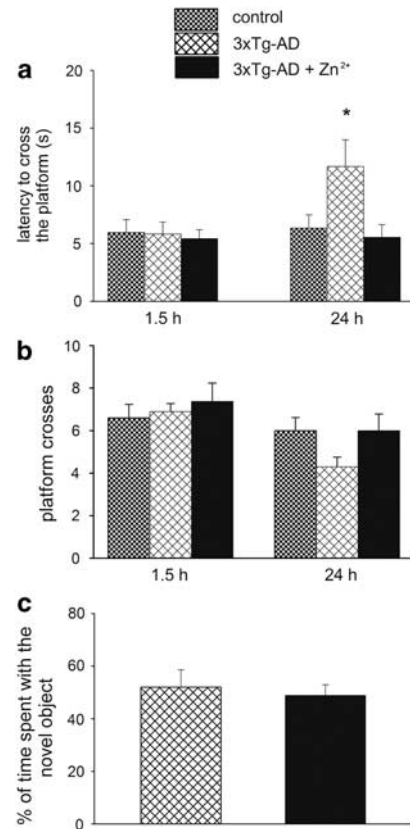 control
3xTg-AD
3xTg-AD + Zn²⁺
a
latency to cross
the platform (s)
20
15
10
5
0
*
1.5 h
24 h
b
platform crosses
10
8
6
4
2
0
1.5 h
24 h
c
% of time spent with the
novel object
80
60
40
20
0